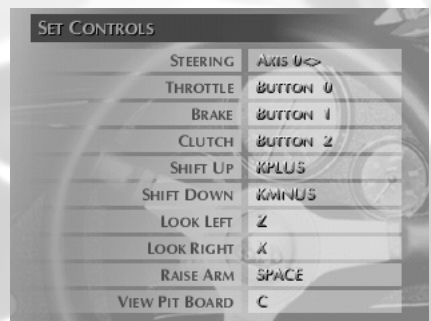 SET CONTROLS
STEERING AXIS 0<>
THROTTLE BUTTON 0
BRAKE BUTTON 1
CLUTCH BUTTON 2
SHIFT UP KPLUS
SHIFT DOWN KMINUS
LOOK LEFT Z
LOOK RIGHT X
RAISE ARM SPACE
VIEW PIT BOARD C